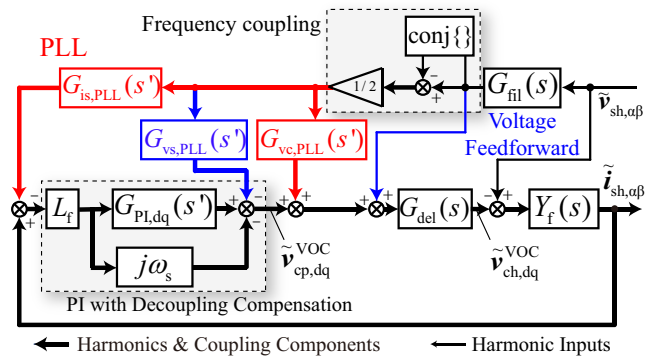 Frequency coupling
conj{}
PLL
G_is,PLL(s')
1/2
−
+
G_fil(s)
ṽ_sh,αβ
G_vs,PLL(s')
G_vc,PLL(s')
Voltage
Feedforward
ĩ_sh,αβ
−
+
L_f
G_PI,dq(s')
+
−
−
+
+
+
+
G_del(s)
−
+
Y_f(s)
jω_s
ṽ_cp,dq^VOC
ṽ_ch,dq^VOC
PI with Decoupling Compensation
Harmonics & Coupling Components
Harmonic Inputs